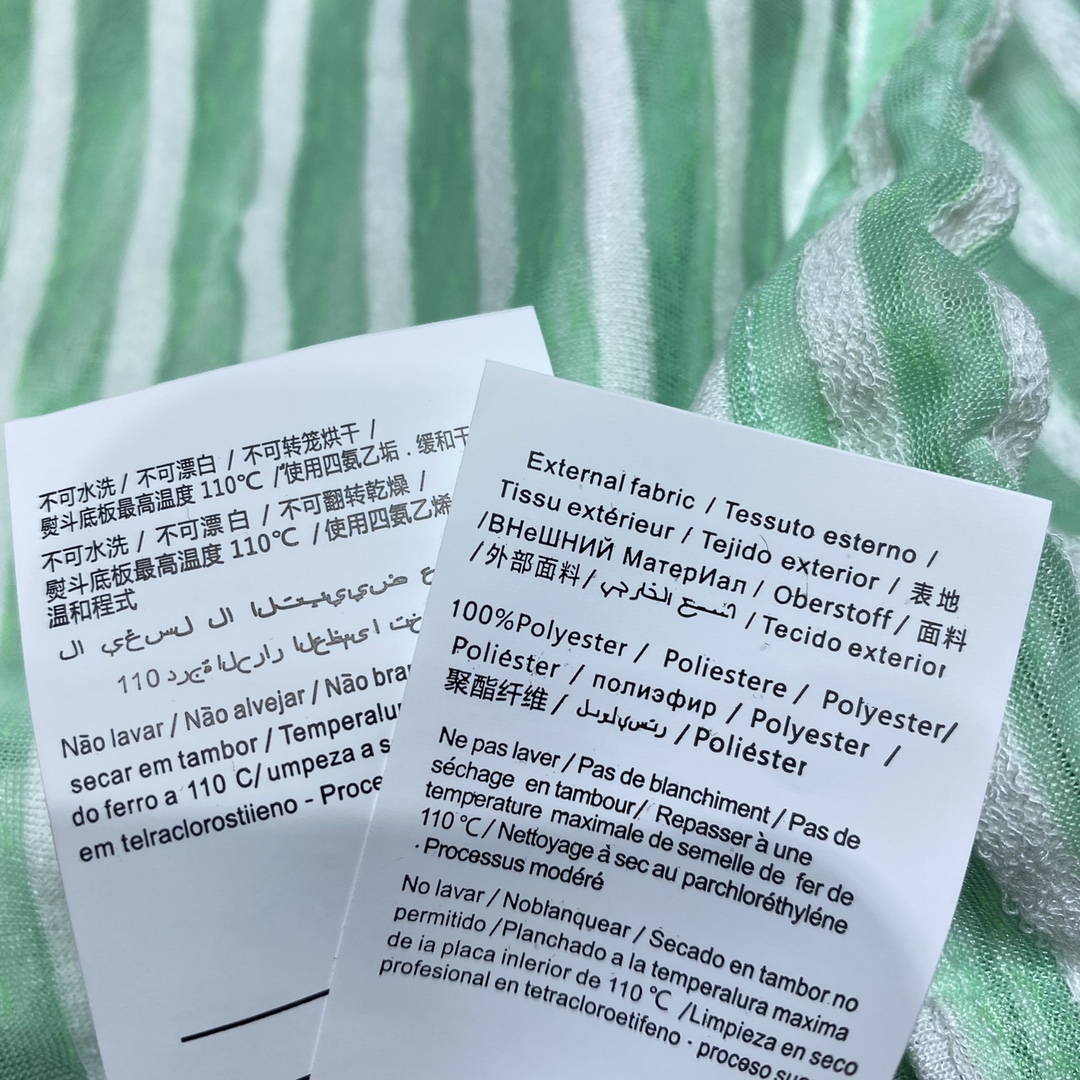 不可水洗 / 不可漂白 / 不可转笼烘干 /
熨斗底板最高温度 110℃ /使用四氨乙垢 . 缓和干
不可水洗 / 不可漂白 / 不可翻转乾燥 /
熨斗底板最高温度 110℃ / 使用四氨乙烯
温和程式
110
Não lavar / Não alvejar / Não
secar em tambor / Temperalu
do ferro a 110 C/ umpeza a s
em telraclorostiieno - Proce
External fabric / Tessuto esterno /
Tissu extérieur / Tejido exterior / 表地
/ВНеШНИЙ МатерИал / Oberstoff / 面料
/ 外部面料 / / Tecido exterior
100%Polyester / Poliestere / Polyester/
Poliéster / полиэфир / Polyester /
聚酯纤维 / / Poliéster
Ne pas laver / Pas de blanchiment / Pas de
séchage en tambour/ Repasser à une
temperature maximale de semelle de fer de
110 ℃ / Nettoyage à sec au parchloréthyléne
· Processus modéré
No lavar / Noblanquear / Secado en tambor.no
permitido /Planchado a la temperalura maxima
de ia placa inlerior de 110 ℃ /Limpieza en seco
profesional en tetracloroetifeno · proceso